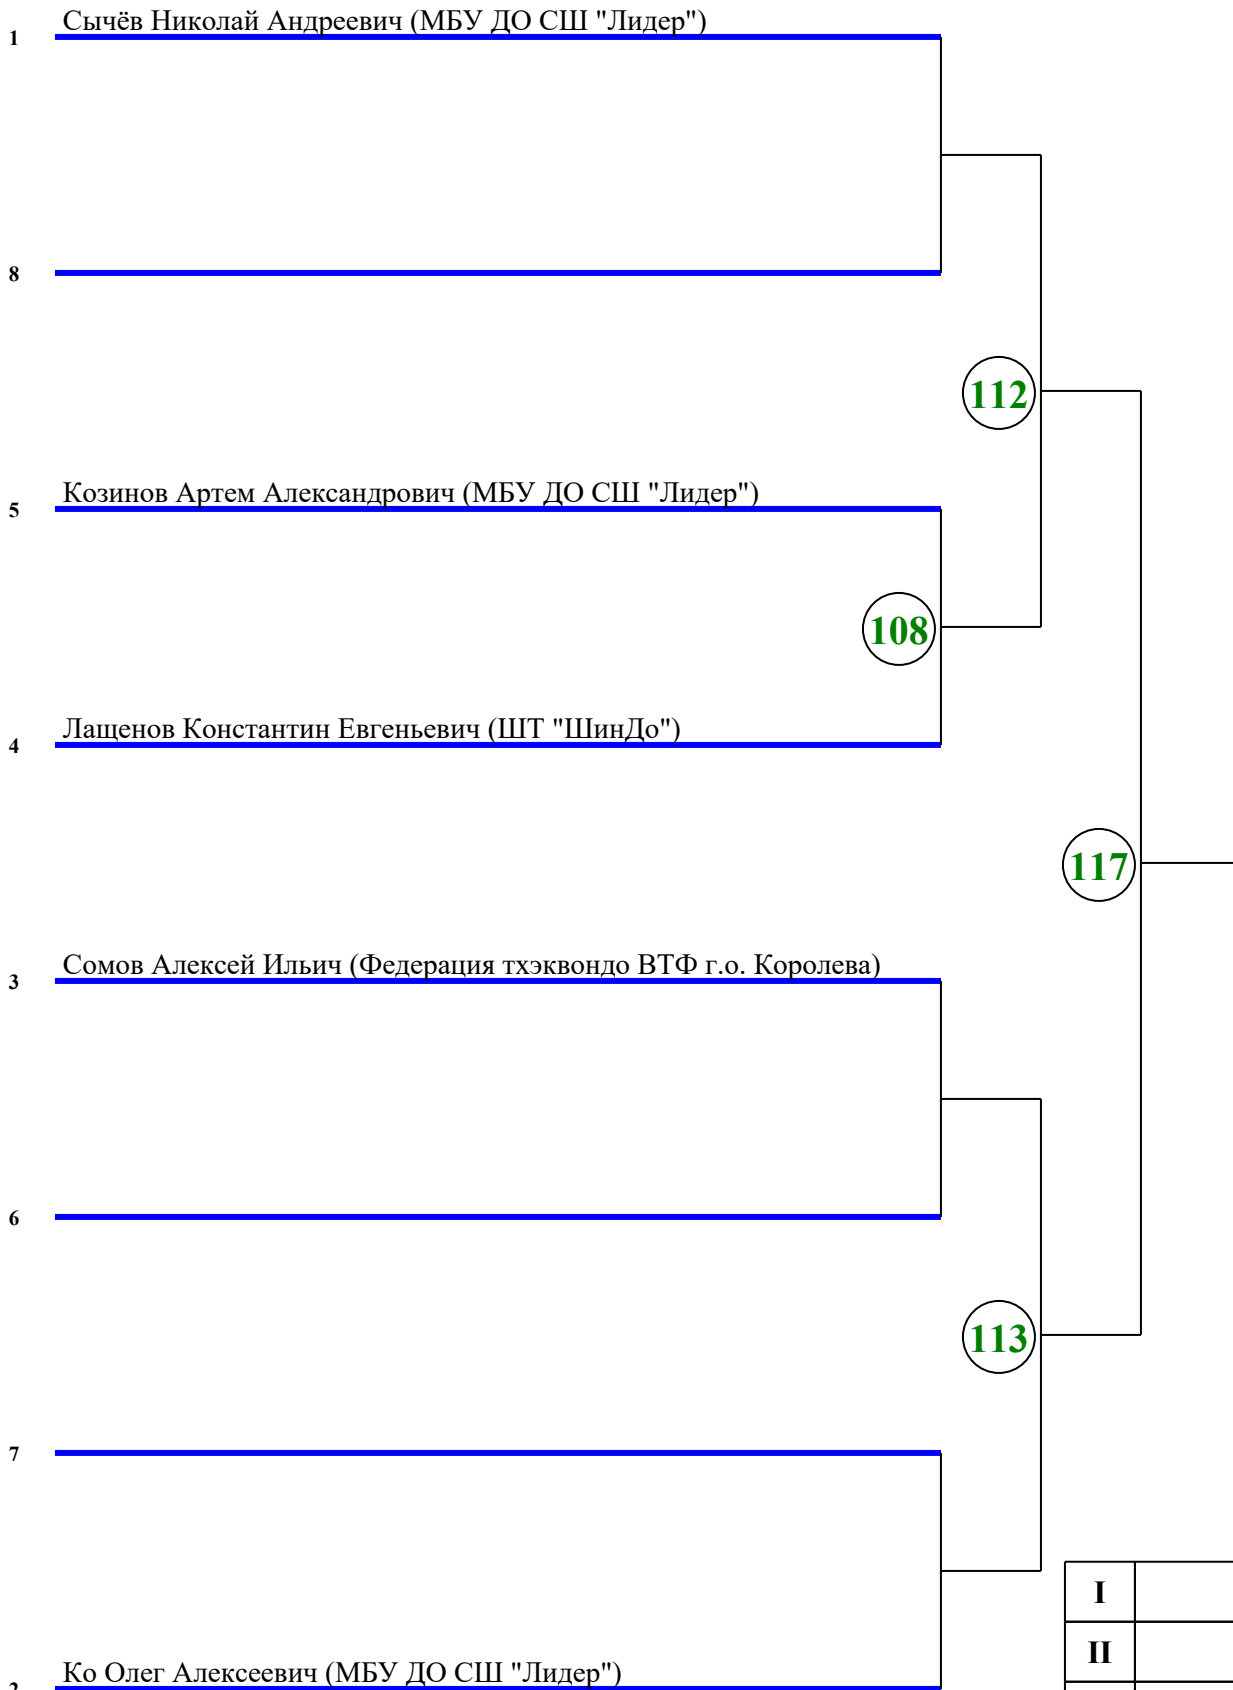 Сычёв Николай Андреевич (МБУ ДО СШ "Лидер")
1
8
112
Козинов Артем Александрович (МБУ ДО СШ "Лидер")
5
108
Лащенов Константин Евгеньевич (ШТ "ШинДо")
4
117
Сомов Алексей Ильич (Федерация тхэквондо ВТФ г.о. Королева)
3
6
113
7
I
II
Ко Олег Алексеевич (МБУ ДО СШ "Лидер")
2